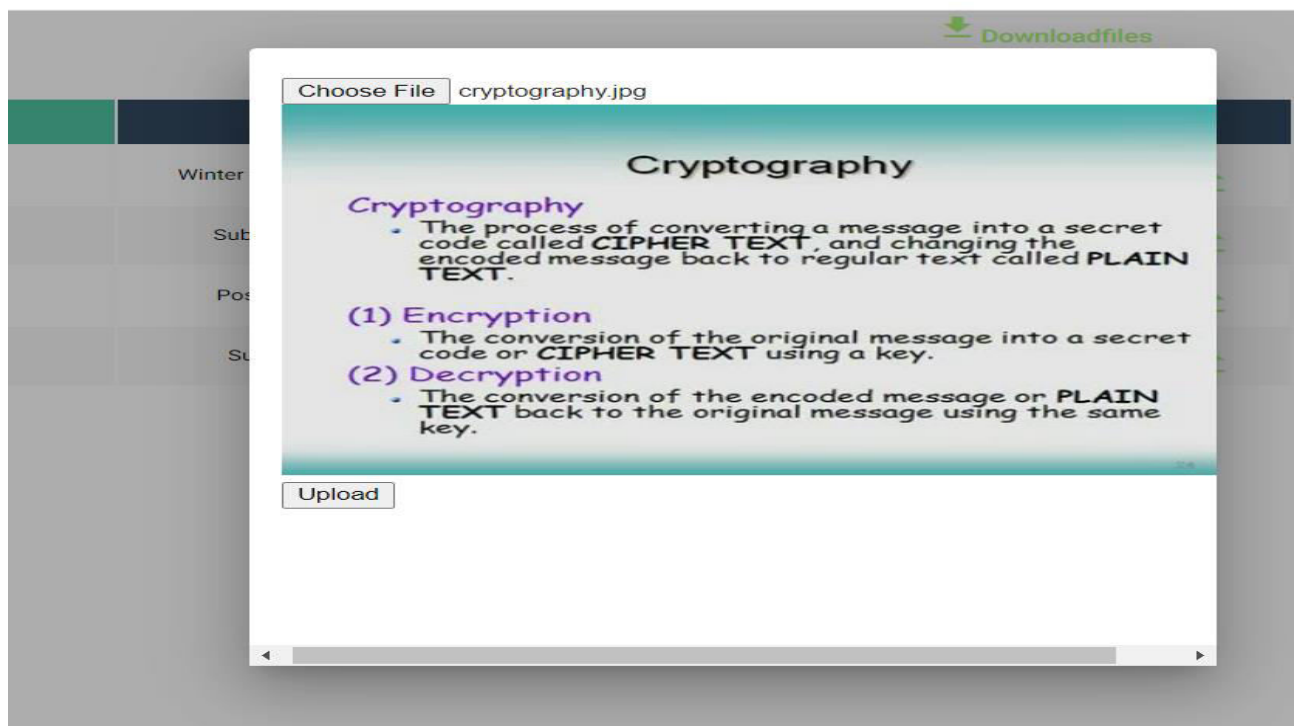 Downloadfiles
Choose File cryptography.jpg
Cryptography
Winter
Cryptography
• The process of converting a message into a secret
Sub
code called CIPHER TEXT, and changing the
encoded message back to regular text called PLAIN
TEXT.
Pos
(1) Encryption
• The conversion of the original message into a secret
Su
code or CIPHER TEXT using a key.
(2) Decryption
• The conversion of the encoded message or PLAIN
TEXT back to the original message using the same
key.
Upload